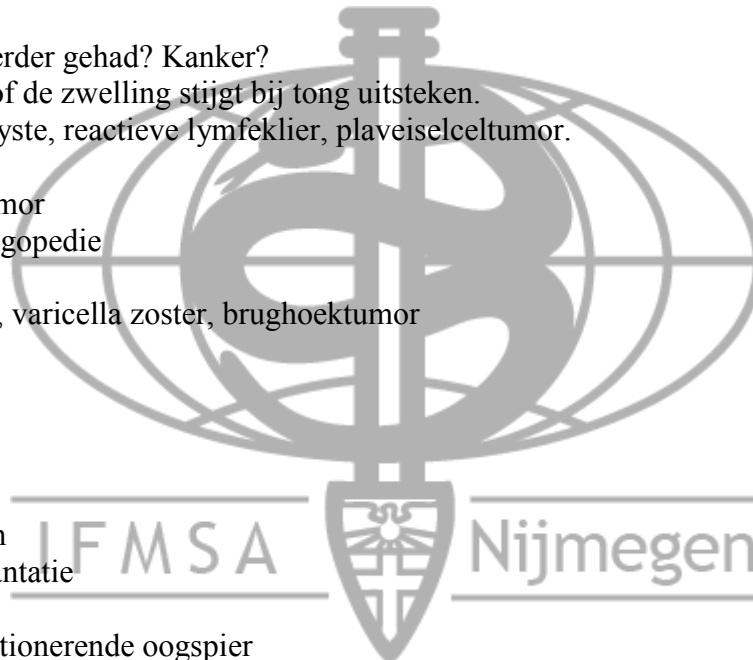 erder gehad? Kanker?
of de zwelling stijgt bij tong uitsteken.
yste, reactieve lymfeklier, plaveiselceltumor.
mor
gopedie
, varicella zoster, brughoektumor
n
IFMSA Nijmegen
antatie
tionerende oogspier